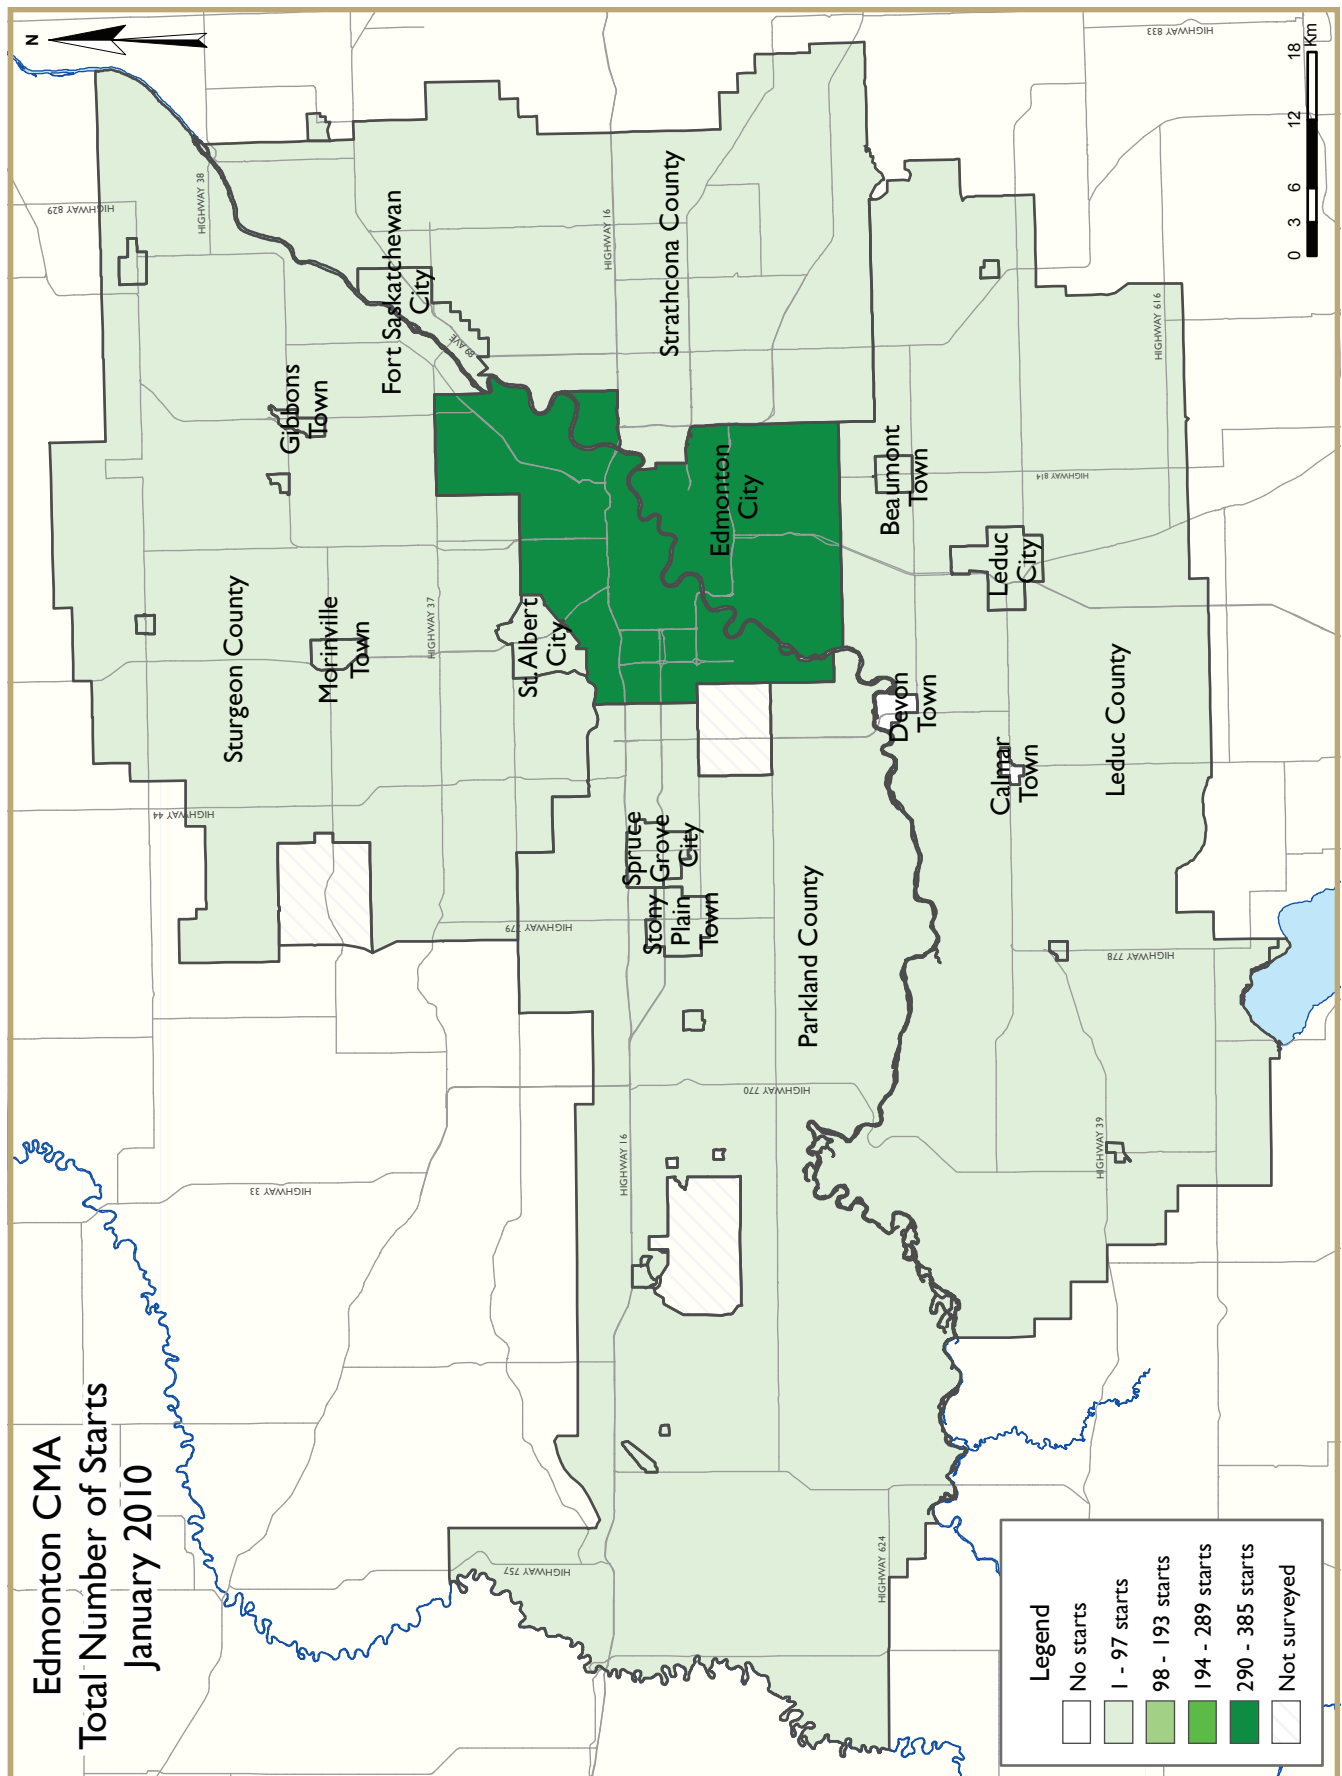 Edmonton CMA
Total Number of Starts
January 2010
N
HIGHWAY 829
HIGHWAY 38
HIGHWAY 833
Fort Saskatchewan
City
89 AVE
HIGHWAY 16
Strathcona County
Gibbons
Town
Sturgeon County
Morinville
Town
HIGHWAY 37
St. Albert
City
HIGHWAY 44
Edmonton
City
Beaumont
Town
HIGHWAY 814
HIGHWAY 616
Leduc
City
Devon
Town
Calmar
Town
Leduc County
Spruce
Grove
City
Stony
Plain
Town
HIGHWAY 779
Parkland County
HIGHWAY 778
HIGHWAY 770
HIGHWAY 16
HIGHWAY 39
HIGHWAY 33
HIGHWAY 757
HIGHWAY 624
0 3 6 12 18
Km
Legend
No starts
1 - 97 starts
98 - 193 starts
194 - 289 starts
290 - 385 starts
Not surveyed